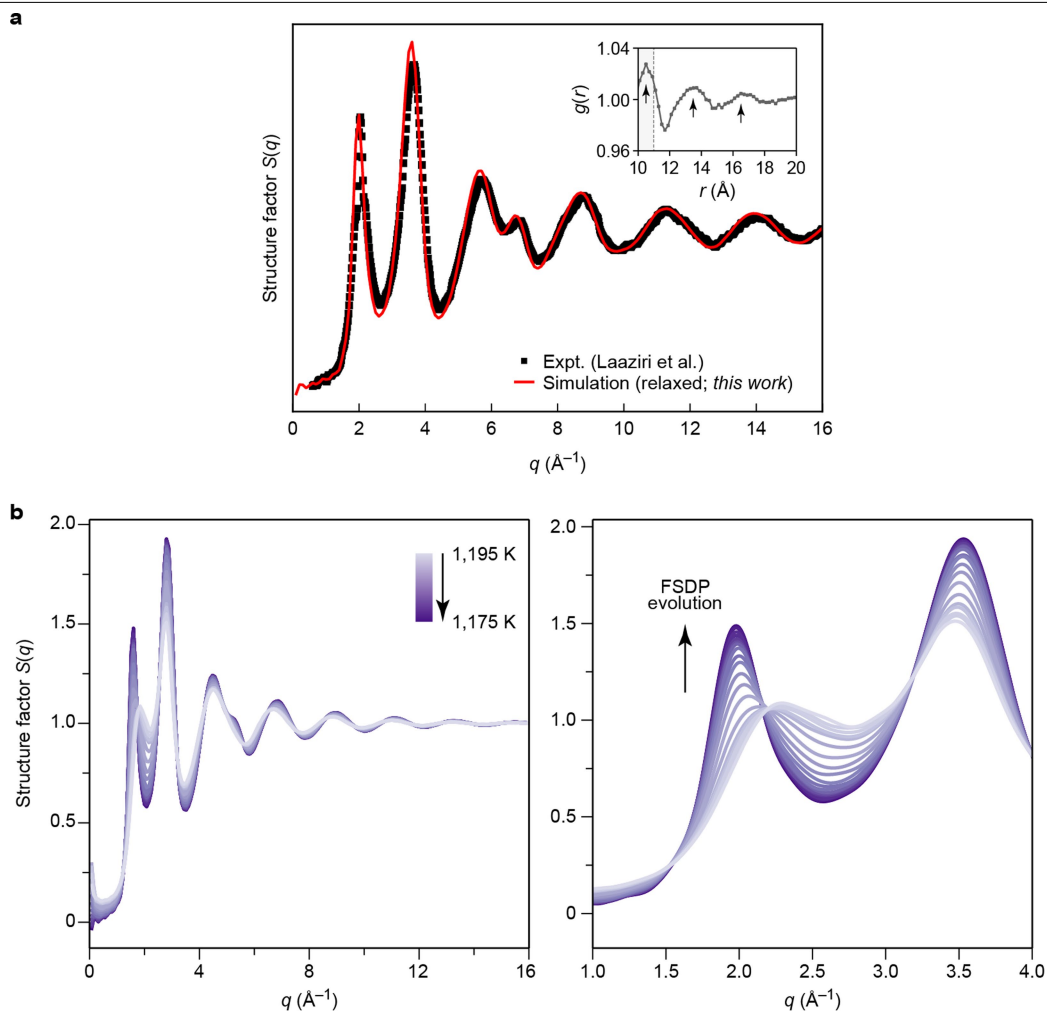 a
Structure factor S(q)
1.04
1.00
0.96
g(r)
10 12 14 16 18 20
r (Å)
Expt. (Laaziri et al.)
Simulation (relaxed; this work)
0 2 4 6 8 10 12 14 16
q (Å–1)
b
Structure factor S(q)
2.0
1.5
1.0
0.5
0
1,195 K
1,175 K
0 4 8 12 16
q (Å–1)
2.0
1.5
1.0
0.5
0
FSDP
evolution
1.0 1.5 2.0 2.5 3.0 3.5 4.0
q (Å–1)